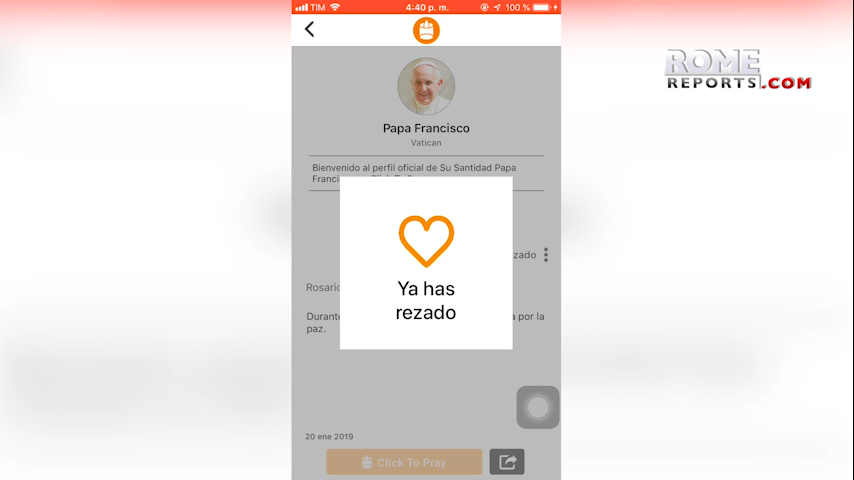 TIM 4:40 p. m. 100 %
ROME
REPORTS.COM
Papa Francisco
Vatican
Bienvenido al perfil oficial de Su Santidad Papa
Franci
zado
Ya has
rezado
Rosario
Durante a por la
paz.
20 ene 2019
Click To Pray